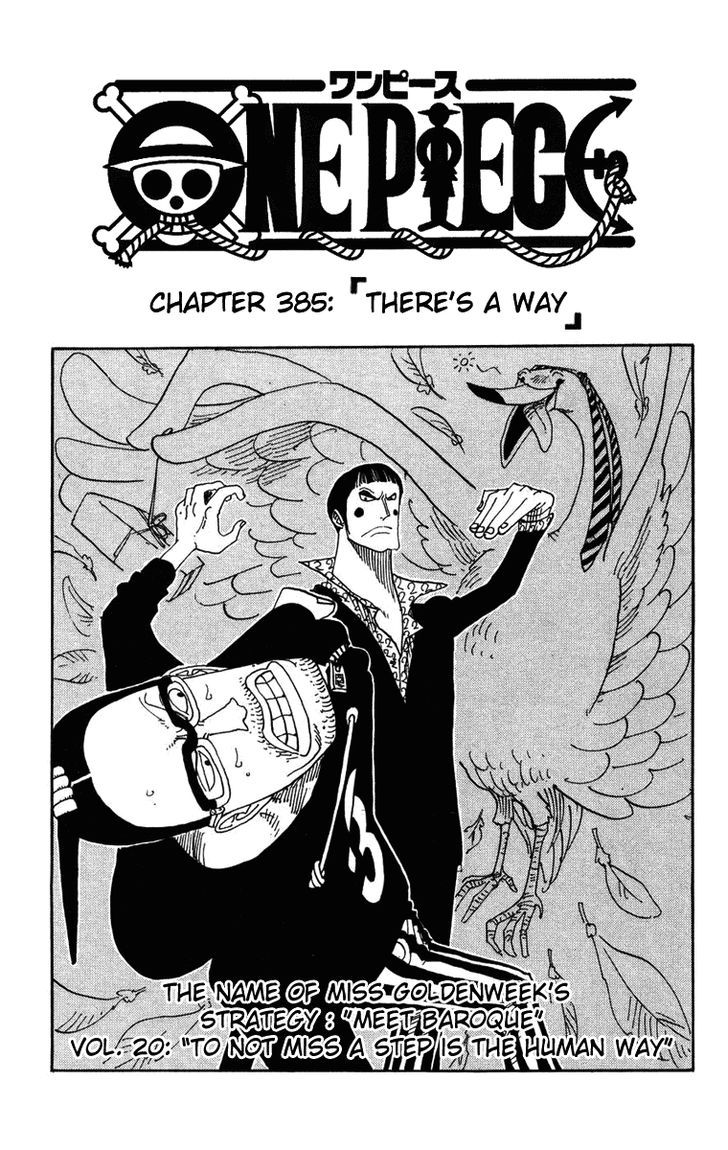 ワンピース
ONE PIECE
CHAPTER 385: 「THERE'S A WAY」
THE NAME OF MISS GOLDENWEEK'S
STRATEGY : "MEET BAROQUE"
VOL. 20: "TO NOT MISS A STEP IS THE HUMAN WAY"
3